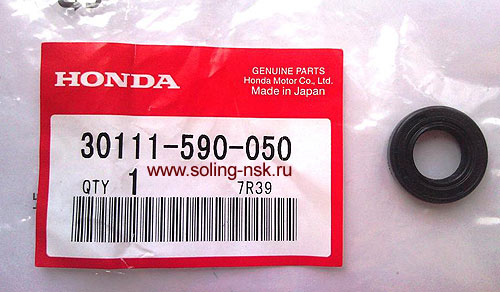 HONDA
GENUINE PARTS
Honda Motor Co., Ltd.
Made in Japan
30111-590-050
www.soling-nsk.ru
QTY 1 7R39